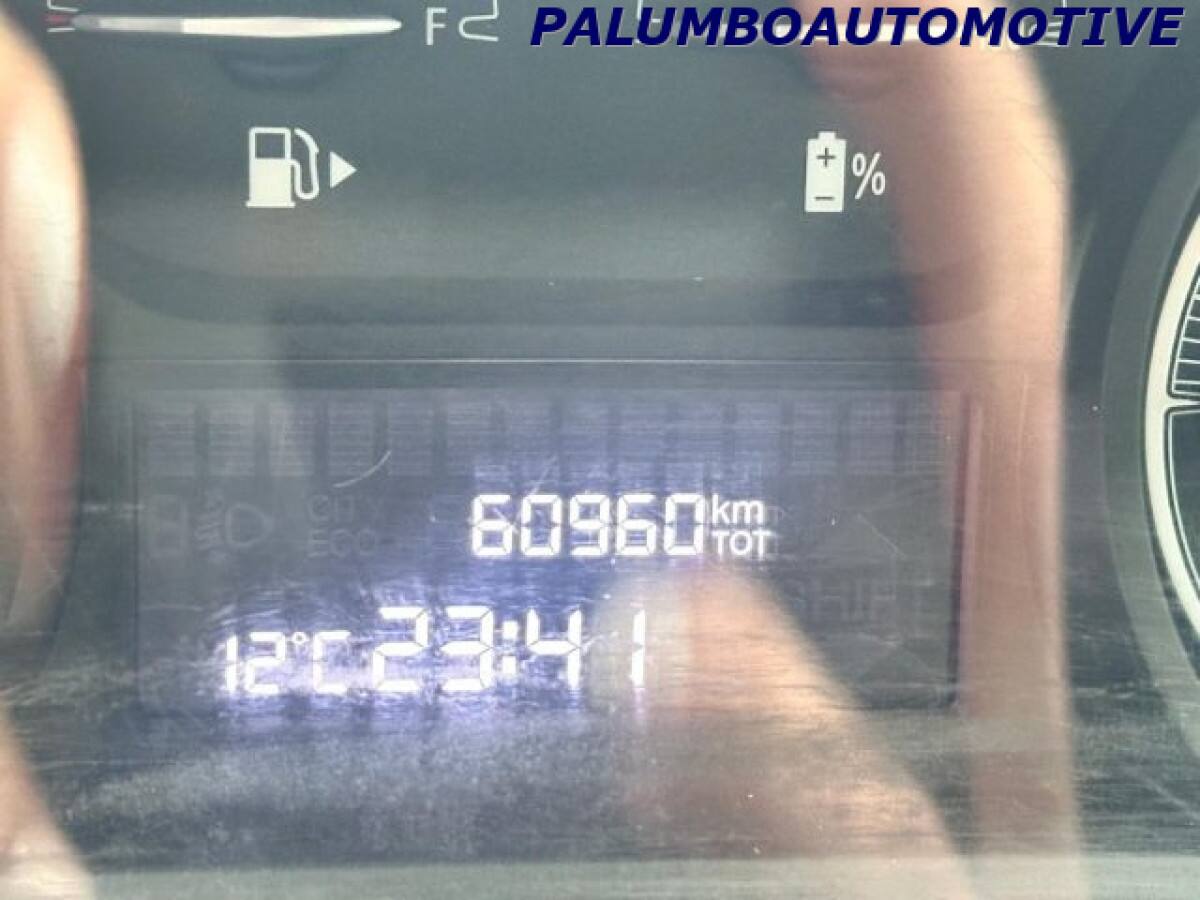 F
PALUMBOAUTOMOTIVE
%
60960 km
TOT
12°C 23:41